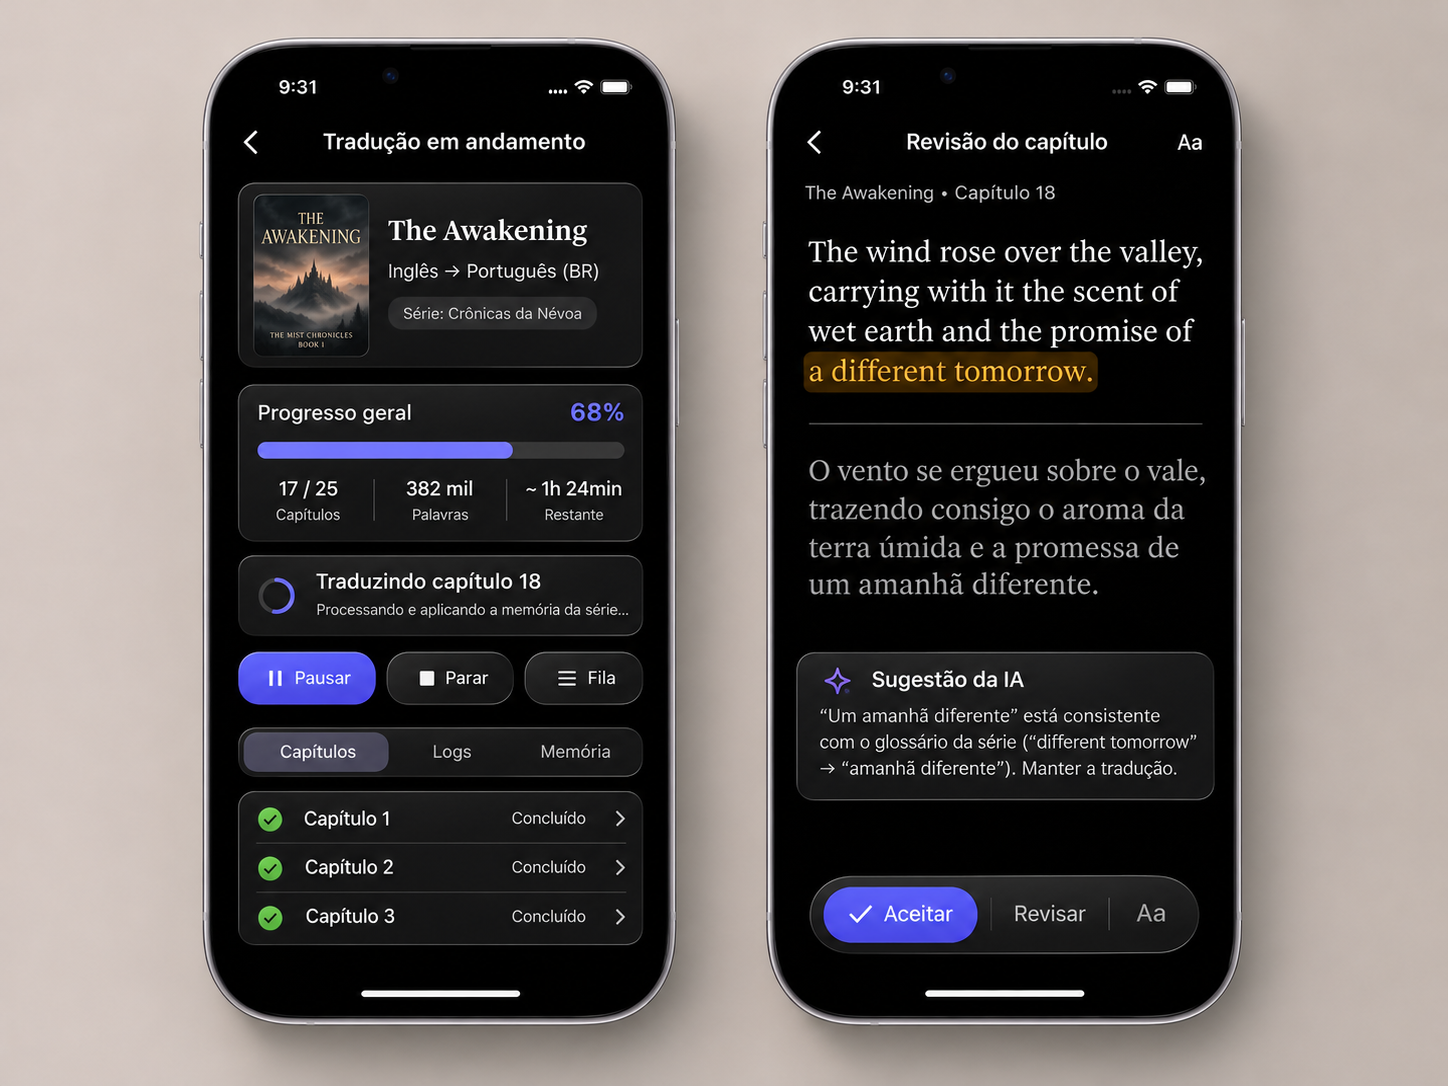 9:31
Tradução em andamento
THE
AWAKENING
THE MIST CHRONICLES
BOOK I
The Awakening
Inglês → Português (BR)
Série: Crônicas da Névoa
Progresso geral
68%
17 / 25
Capítulos
382 mil
Palavras
~ 1h 24min
Restante
Traduzindo capítulo 18
Processando e aplicando a memória da série...
Pausar
Parar
Fila
Capítulos
Logs
Memória
Capítulo 1
Concluído
Capítulo 2
Concluído
Capítulo 3
Concluído
9:31
Revisão do capítulo
Aa
The Awakening • Capítulo 18
The wind rose over the valley,
carrying with it the scent of
wet earth and the promise of
a different tomorrow.
O vento se ergueu sobre o vale,
trazendo consigo o aroma da
terra úmida e a promessa de
um amanhã diferente.
Sugestão da IA
“Um amanhã diferente” está consistente
com o glossário da série (“different tomorrow”
→ “amanhã diferente”). Manter a tradução.
Aceitar
Revisar
Aa